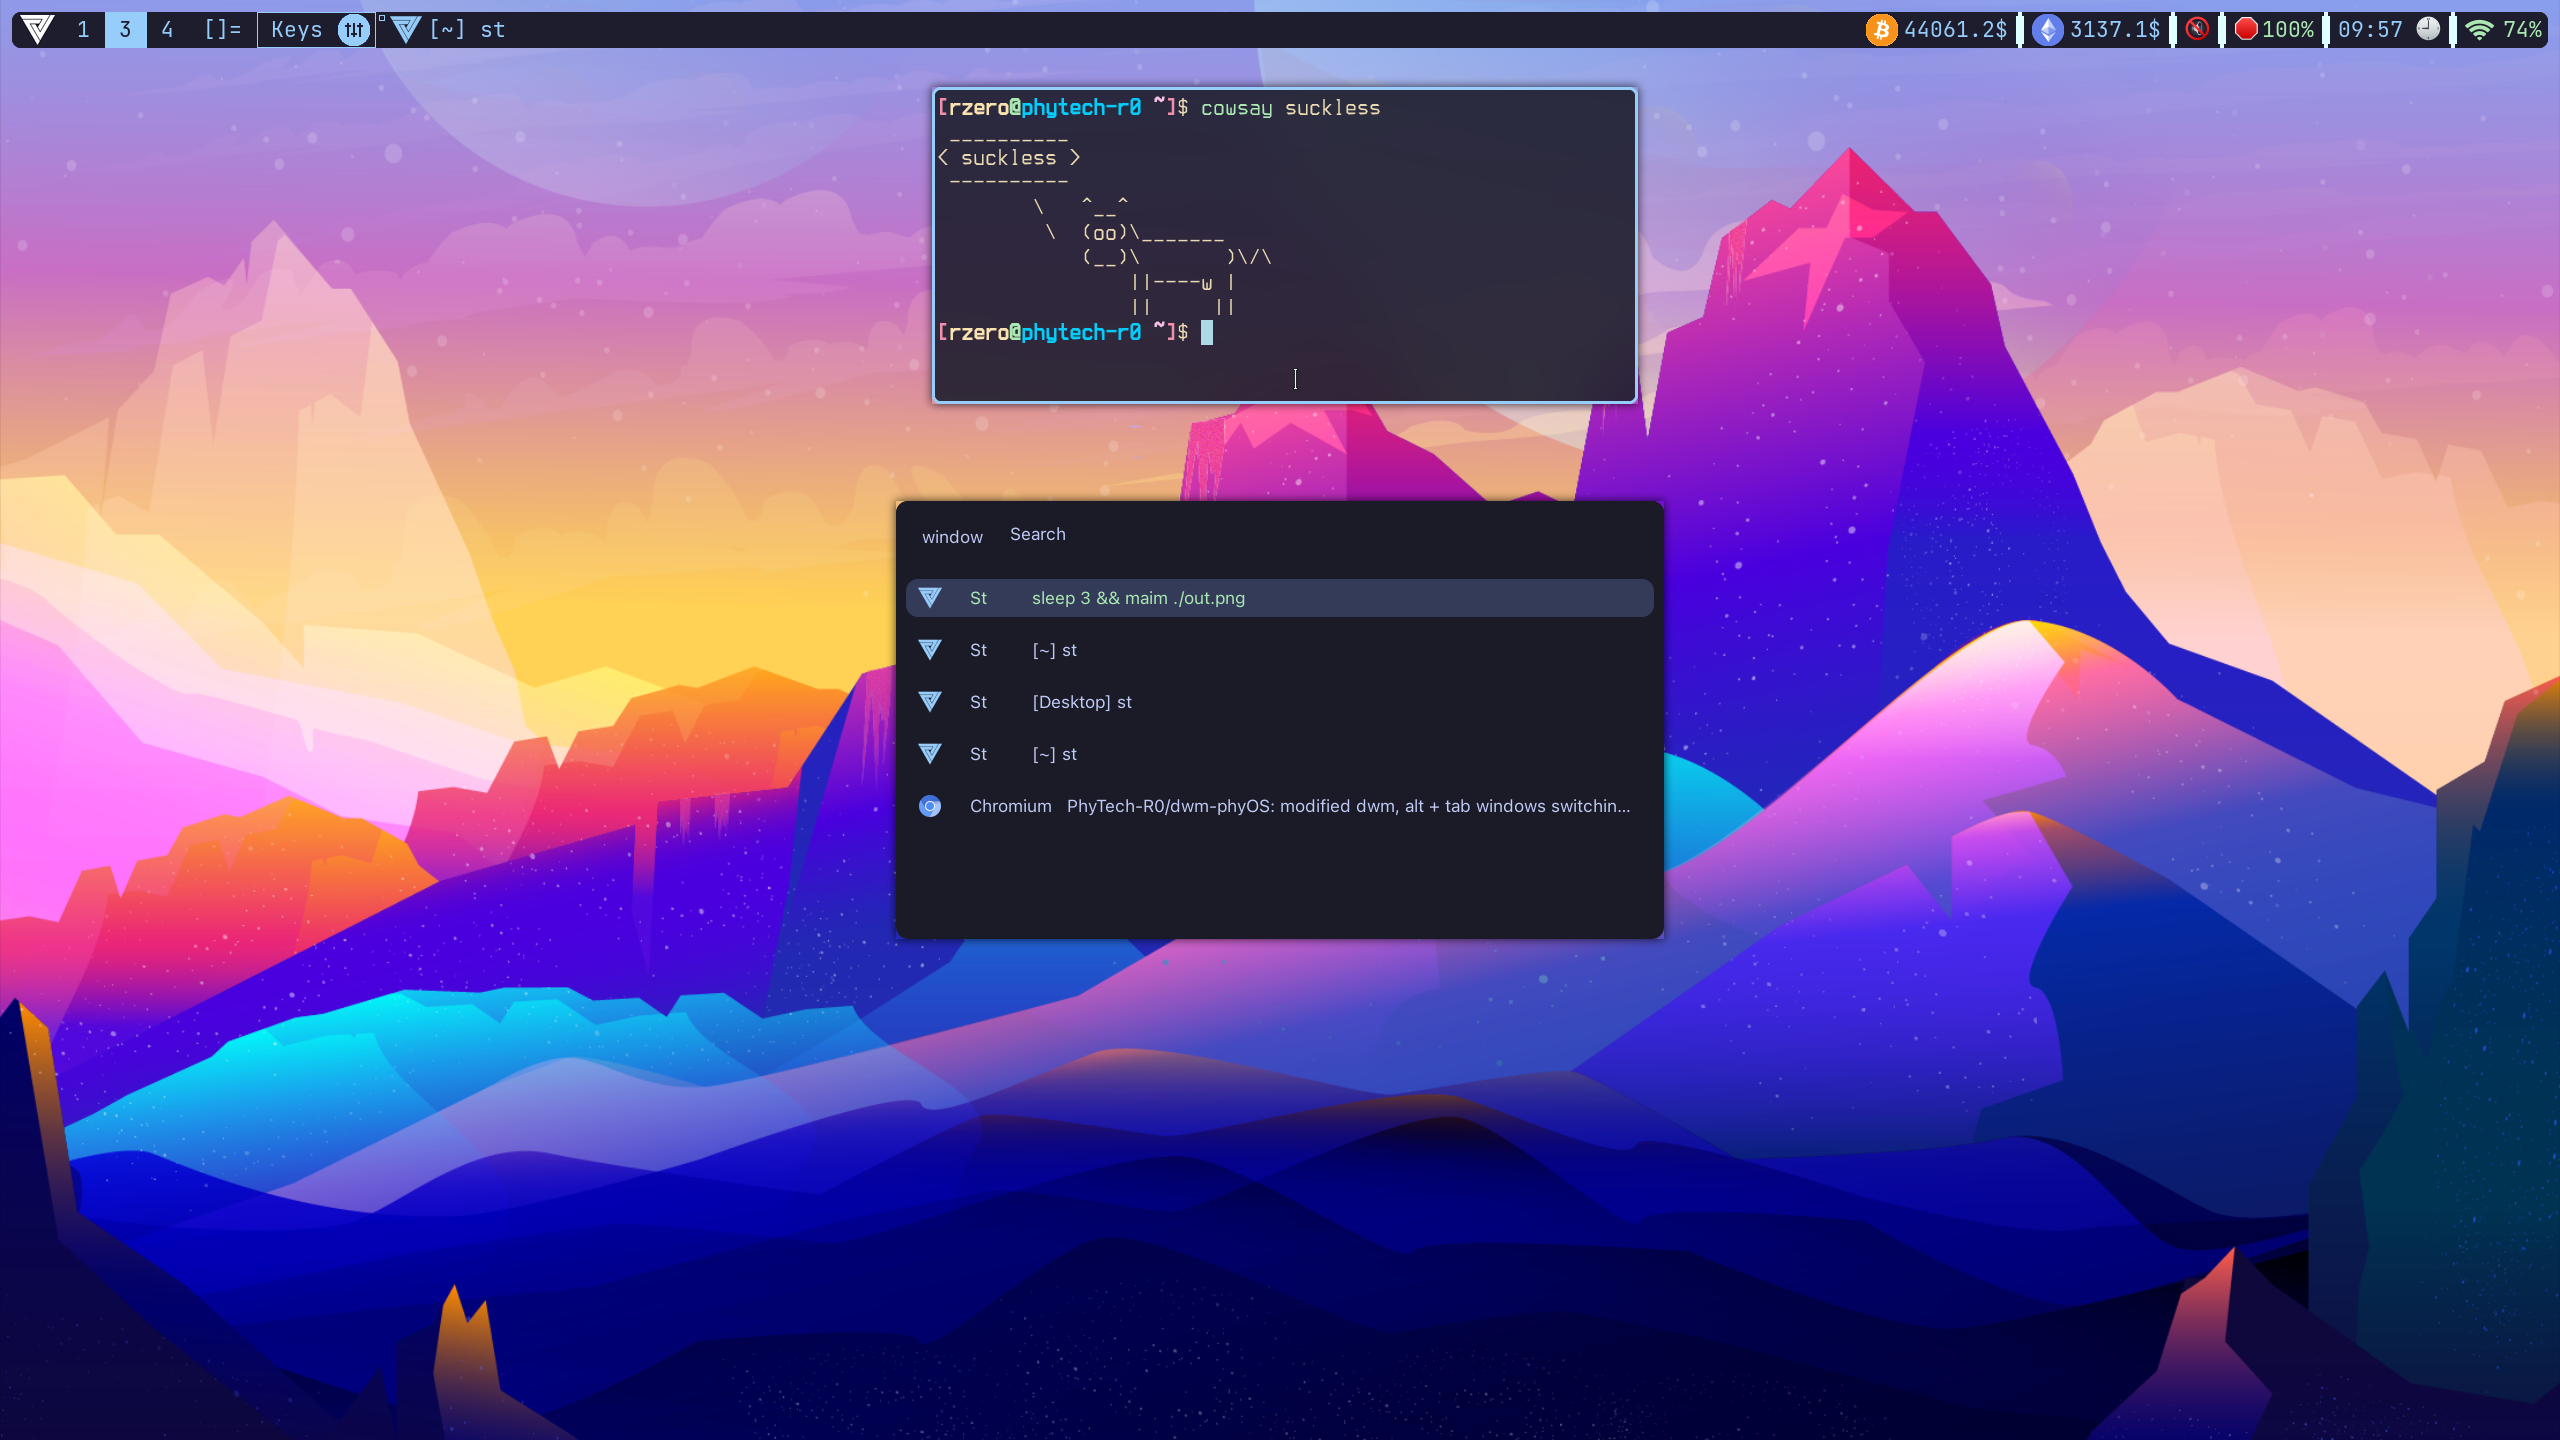 1 3 4 []= Keys [~] st 44061.2$ 3137.1$ 100% 09:57 74%
[rzero@phytech-r0 ~]$ cowsay suckless
 __________
< suckless >
 ----------
        \   ^__^
         \  (oo)\_______
            (__)\       )\/\
                ||----w |
                ||     ||
[rzero@phytech-r0 ~]$
window Search
St sleep 3 && maim ./out.png
St [~] st
St [Desktop] st
St [~] st
Chromium PhyTech-R0/dwm-phyOS: modified dwm, alt + tab windows switchin...